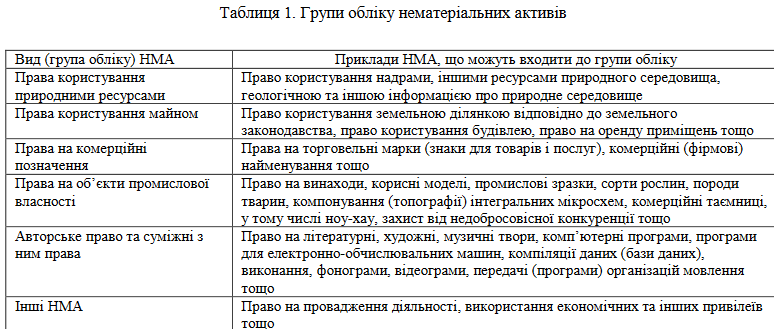 Таблиця 1. Групи обліку нематеріальних активів
Вид (група обліку) НМА
Приклади НМА, що можуть входити до групи обліку
Права користування
природними ресурсами
Право користування надрами, іншими ресурсами природного середовища,
геологічною та іншою інформацією про природне середовище
Права користування майном
Право користування земельною ділянкою відповідно до земельного
законодавства, право користування будівлею, право на оренду приміщень тощо
Права на комерційні
позначення
Права на торговельні марки (знаки для товарів і послуг), комерційні (фірмові)
найменування тощо
Права на об’єкти промислової
власності
Право на винаходи, корисні моделі, промислові зразки, сорти рослин, породи
тварин, компонування (топографії) інтегральних мікросхем, комерційні таємниці,
у тому числі ноу-хау, захист від недобросовісної конкуренції тощо
Авторське право та суміжні з
ним права
Право на літературні, художні, музичні твори, комп’ютерні програми, програми
для електронно-обчислювальних машин, компіляції даних (бази даних),
виконання, фонограми, відеограми, передачі (програми) організацій мовлення
тощо
Інші НМА
Право на провадження діяльності, використання економічних та інших привілеїв
тощо